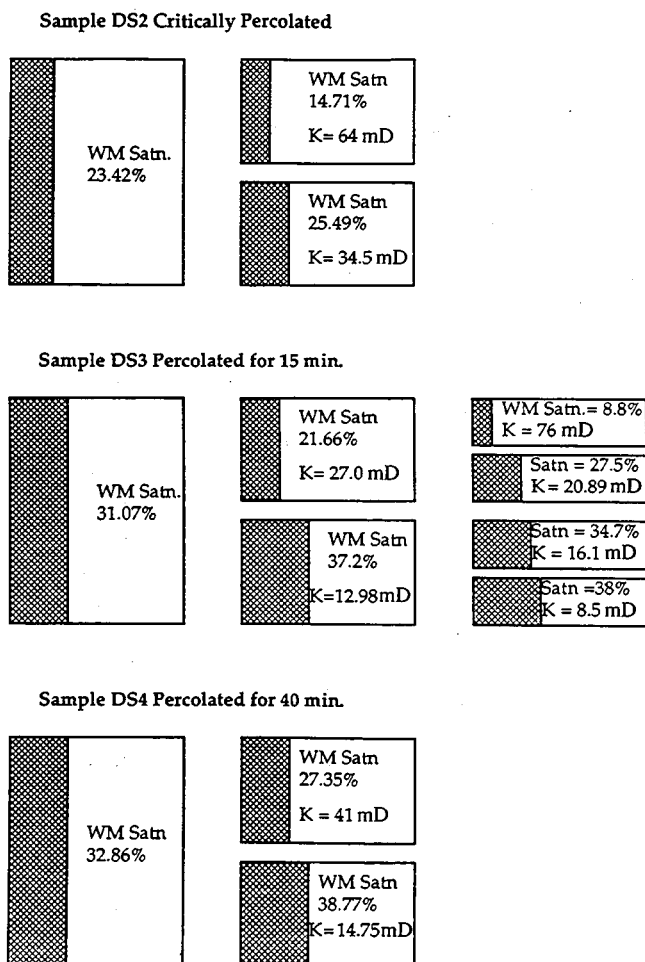 Sample DS2 Critically Percolated
WM Satn.
23.42%
WM Satn
14.71%
K= 64 mD
WM Satn
25.49%
K= 34.5 mD
Sample DS3 Percolated for 15 min.
WM Satn.
31.07%
WM Satn
21.66%
K= 27.0 mD
WM Satn
37.2%
K=12.98mD
WM Satn.= 8.8%
K = 76 mD
Satn = 27.5%
K = 20.89 mD
Satn = 34.7%
K = 16.1 mD
Satn =38%
K = 8.5 mD
Sample DS4 Percolated for 40 min.
WM Satn
32.86%
WM Satn
27.35%
K = 41 mD
WM Satn
38.77%
K= 14.75mD